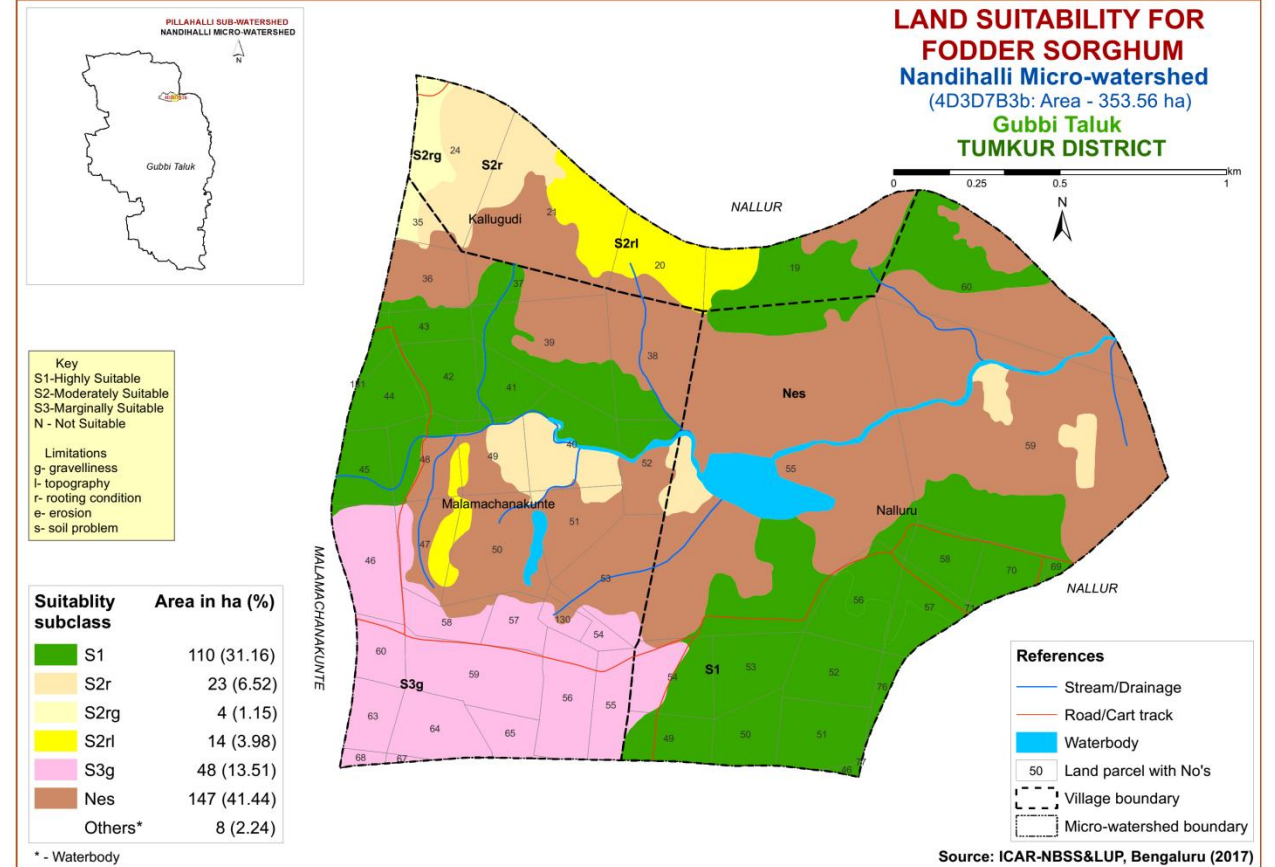 PILLAHALLI SUB-WATERSHED
NANDIHALLI MICRO-WATERSHED
N
Gubbi Taluk
LAND SUITABILITY FOR
FODDER SORGHUM
Nandihalli Micro-watershed
(4D3D7B3b: Area - 353.56 ha)
Gubbi Taluk
TUMKUR DISTRICT
0 0.25 0.5 1 km
N
NALLUR
S2rg
24
S2r
35
Kallugudi
21
S2rl
20
19
60
36
37
43
39
38
42
41
44
45
Nes
40
48
49
52
55
59
Malamachanakunte
51
Nalluru
47
50
46
53
58
70
69
NALLUR
56
57
71
58
57
130
54
MALAMACHANAKUNTE
60
59
S3g
56
55
54
S1
53
52
76
63
64
65
49
50
51
68
67
46
Key
S1-Highly Suitable
S2-Moderately Suitable
S3-Marginally Suitable
N - Not Suitable
Limitations
g- gravelliness
l- topography
r- rooting condition
e- erosion
s- soil problem
Suitablity subclass Area in ha (%)
S1 110 (31.16)
S2r 23 (6.52)
S2rg 4 (1.15)
S2rl 14 (3.98)
S3g 48 (13.51)
Nes 147 (41.44)
Others* 8 (2.24)
* - Waterbody
References
Stream/Drainage
Road/Cart track
Waterbody
50 Land parcel with No's
Village boundary
Micro-watershed boundary
Source: ICAR-NBSS&LUP, Bengaluru (2017)